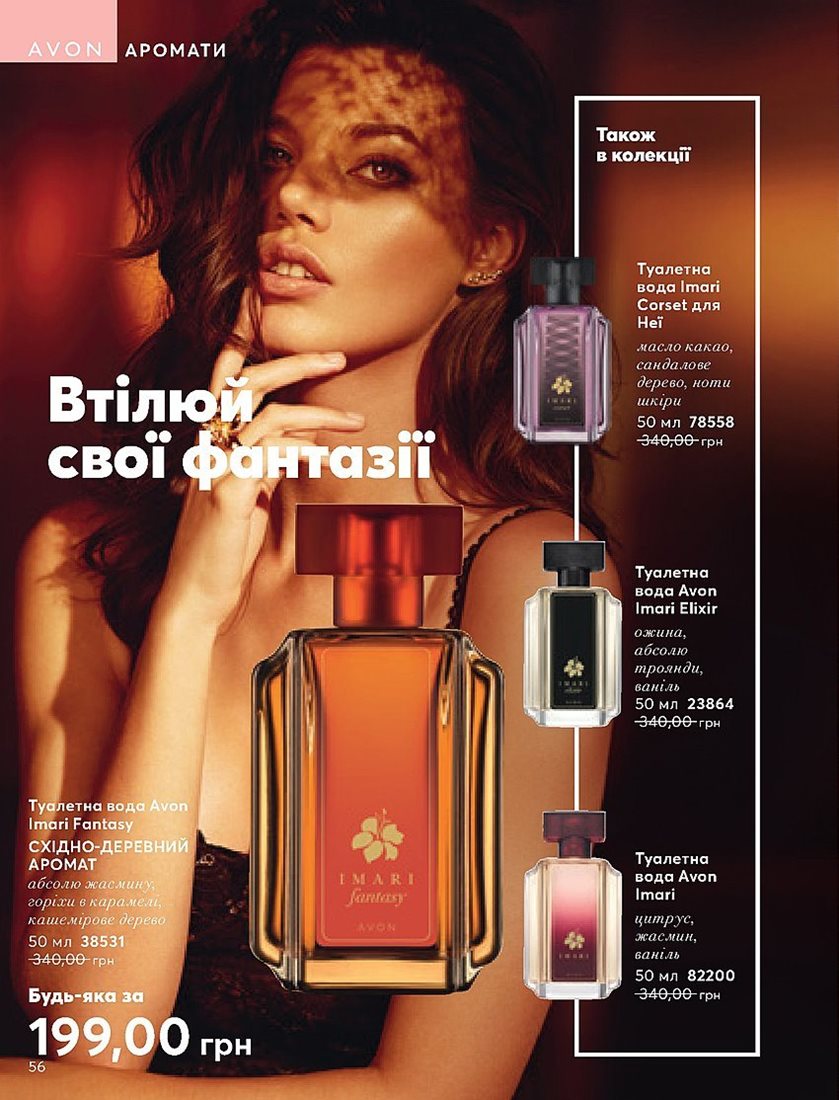 AVON АРОМАТИ
Також
в колекції
Туалетна
вода Imari
Corset для
Неї
масло какао,
сандалове
дерево, ноти
шкіри
50 мл 78558
340,00 грн
Втілюй
свої фантазії
Туалетна
вода Avon
Imari Elixir
ожина,
абсолю
троянди,
ваніль
50 мл 23864
340,00 грн
Туалетна
вода Avon
Imari
цитрус,
жасмин,
ваніль
50 мл 82200
340,00 грн
Туалетна вода Avon
Imari Fantasy
СХІДНО-ДЕРЕВНИЙ
АРОМАТ
абсолю жасмину,
горіхи в карамелі,
кашемірове дерево
50 мл 38531
340,00 грн
Будь-яка за
199,00 грн
56
IMARI
fantasy
AVON
IMARI
IMARI
elixir
IMARI